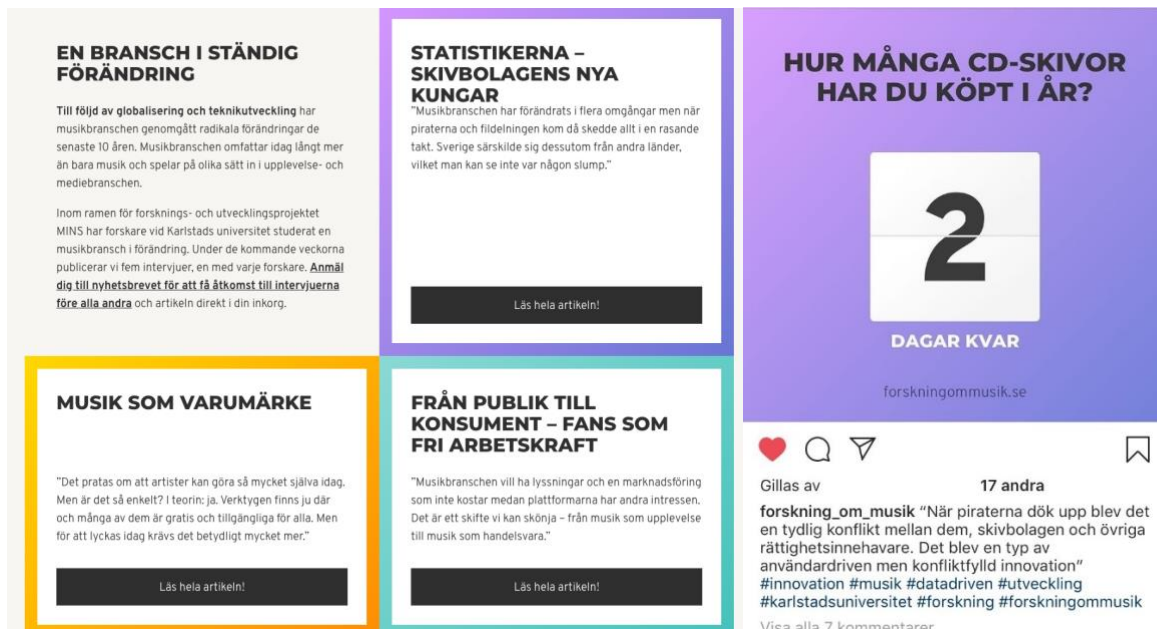 EN BRANSCH I STÄNDIG
FÖRÄNDRING
Till följd av globalisering och teknikutveckling har
musikbranschen genomgått radikala förändringar de
senaste 10 åren. Musikbranschen omfattar idag långt mer
än bara musik och spelar på olika sätt in i upplevelse- och
mediebranschen.
Inom ramen för forsknings- och utvecklingsprojektet
MINS har forskare vid Karlstads universitet studerat en
musikbransch i förändring. Under de kommande veckorna
publicerar vi fem intervjuer, en med varje forskare. Anmäl
dig till nyhetsbrevet för att få åtkomst till intervjuerna
före alla andra och artikeln direkt i din inkorg.
STATISTIKERNA –
SKIVBOLAGENS NYA
KUNGAR
"Musikbranschen har förändrats i flera omgångar men när
piraterna och fildelningen kom då skedde allt i en rasande
takt. Sverige särskilde sig dessutom från andra länder,
vilket man kan se inte var någon slump."
Läs hela artikeln!
MUSIK SOM VARUMÄRKE
"Det pratas om att artister kan göra så mycket själva idag.
Men är det så enkelt? I teorin: ja. Verktygen finns ju där
och många av dem är gratis och tillgängliga för alla. Men
för att lyckas idag krävs det betydligt mycket mer."
Läs hela artikeln!
FRÅN PUBLIK TILL
KONSUMENT – FANS SOM
FRI ARBETSKRAFT
"Musikbranschen vill ha lyssningar och en marknadsföring
som inte kostar medan plattformarna har andra intressen.
Det är ett skifte vi kan skönja – från musik som upplevelse
till musik som handelsvara."
Läs hela artikeln!
HUR MÅNGA CD-SKIVOR
HAR DU KÖPT I ÅR?
2
DAGAR KVAR
forskningommusik.se
Gillas av 17 andra
forskning_om_musik “När piraterna dök upp blev det
en tydlig konflikt mellan dem, skivbolagen och övriga
rättighetsinnehavare. Det blev en typ av
användardriven men konfliktfylld innovation”
#innovation #musik #datadriven #utveckling
#karlstadsuniversitet #forskning #forskningommusik
Visa alla 7 kommentarer